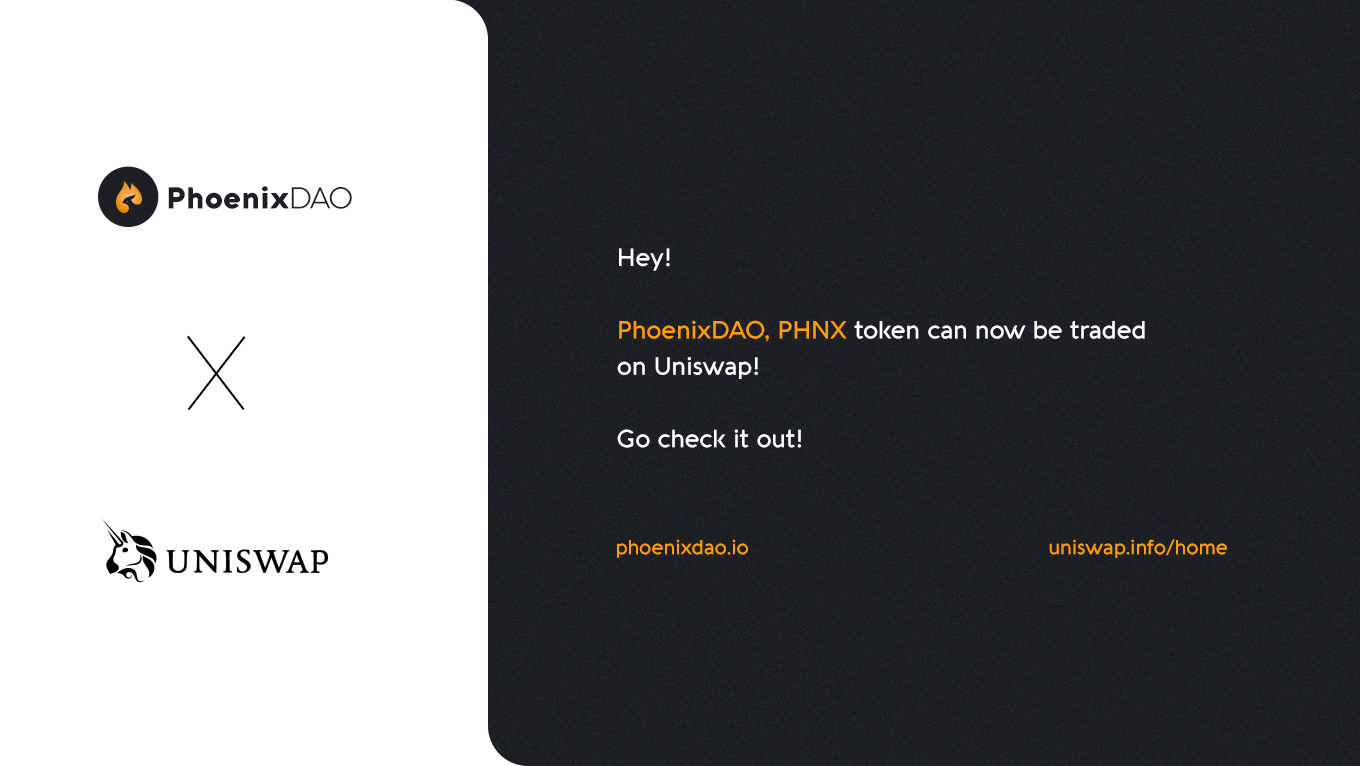 PhoenixDAO
X
UNISWAP
Hey!
PhoenixDAO, PHNX token can now be traded
on Uniswap!
Go check it out!
phoenixdao.io
uniswap.info/home